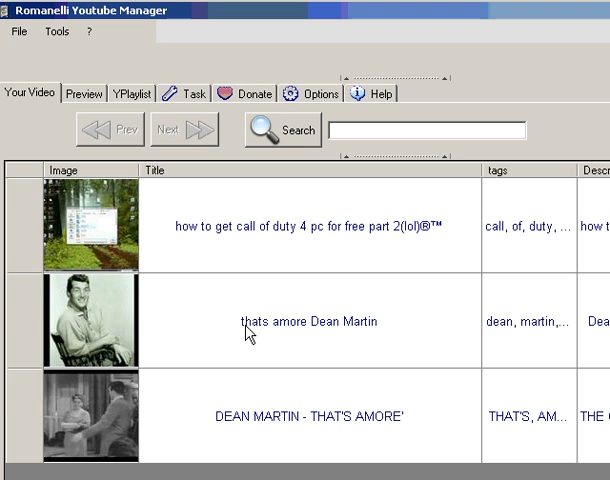 Romanelli Youtube Manager
File Tools ?
Your Video Preview YPlaylist Task Donate Options Help
Prev Next Search
Image Title tags Descr
how to get call of duty 4 pc for free part 2(lol)®™ call, of, duty, ... how t
thats amore Dean Martin dean, martin,... Dea
DEAN MARTIN - THAT'S AMORE' THAT'S, AM... THE